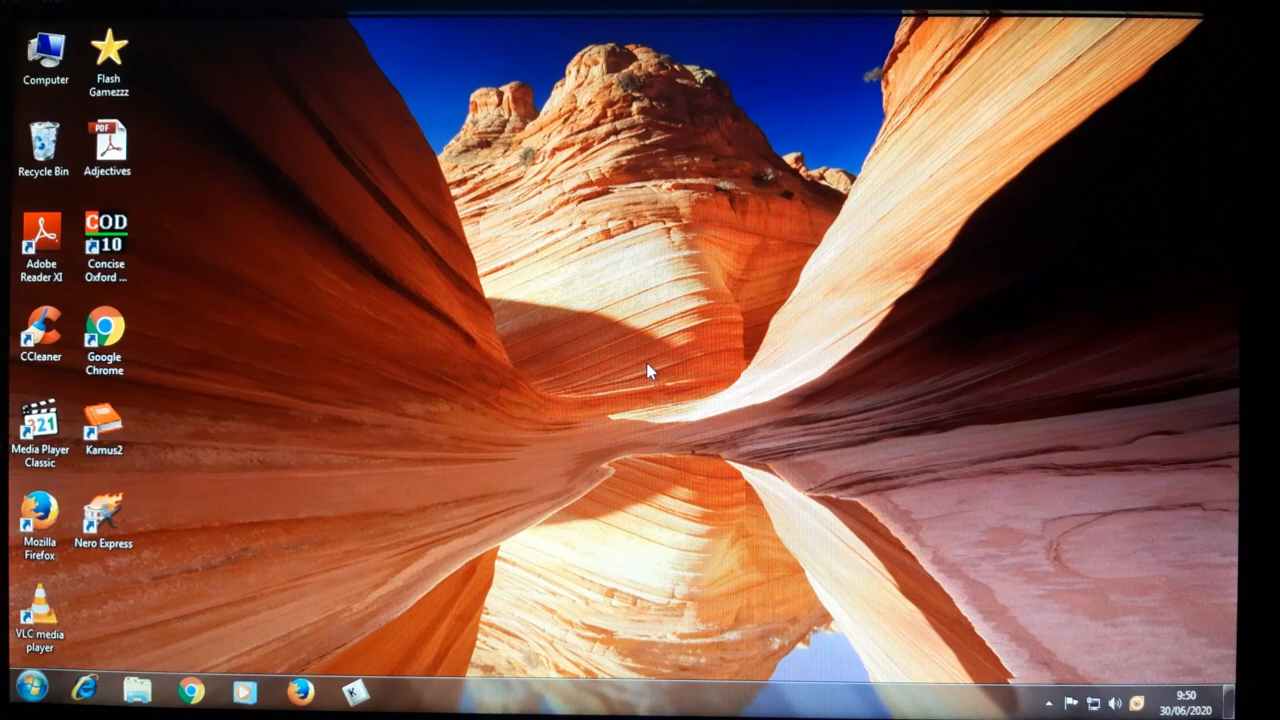 Computer
Flash
Gamezzz
Recycle Bin
PDF
Adjectives
Adobe
Reader XI
COD
10
Concise
Oxford ...
CCleaner
Google
Chrome
321
Media Player
Classic
Kamus2
Mozilla
Firefox
Nero Express
VLC media
player
K
9:50
30/06/2020